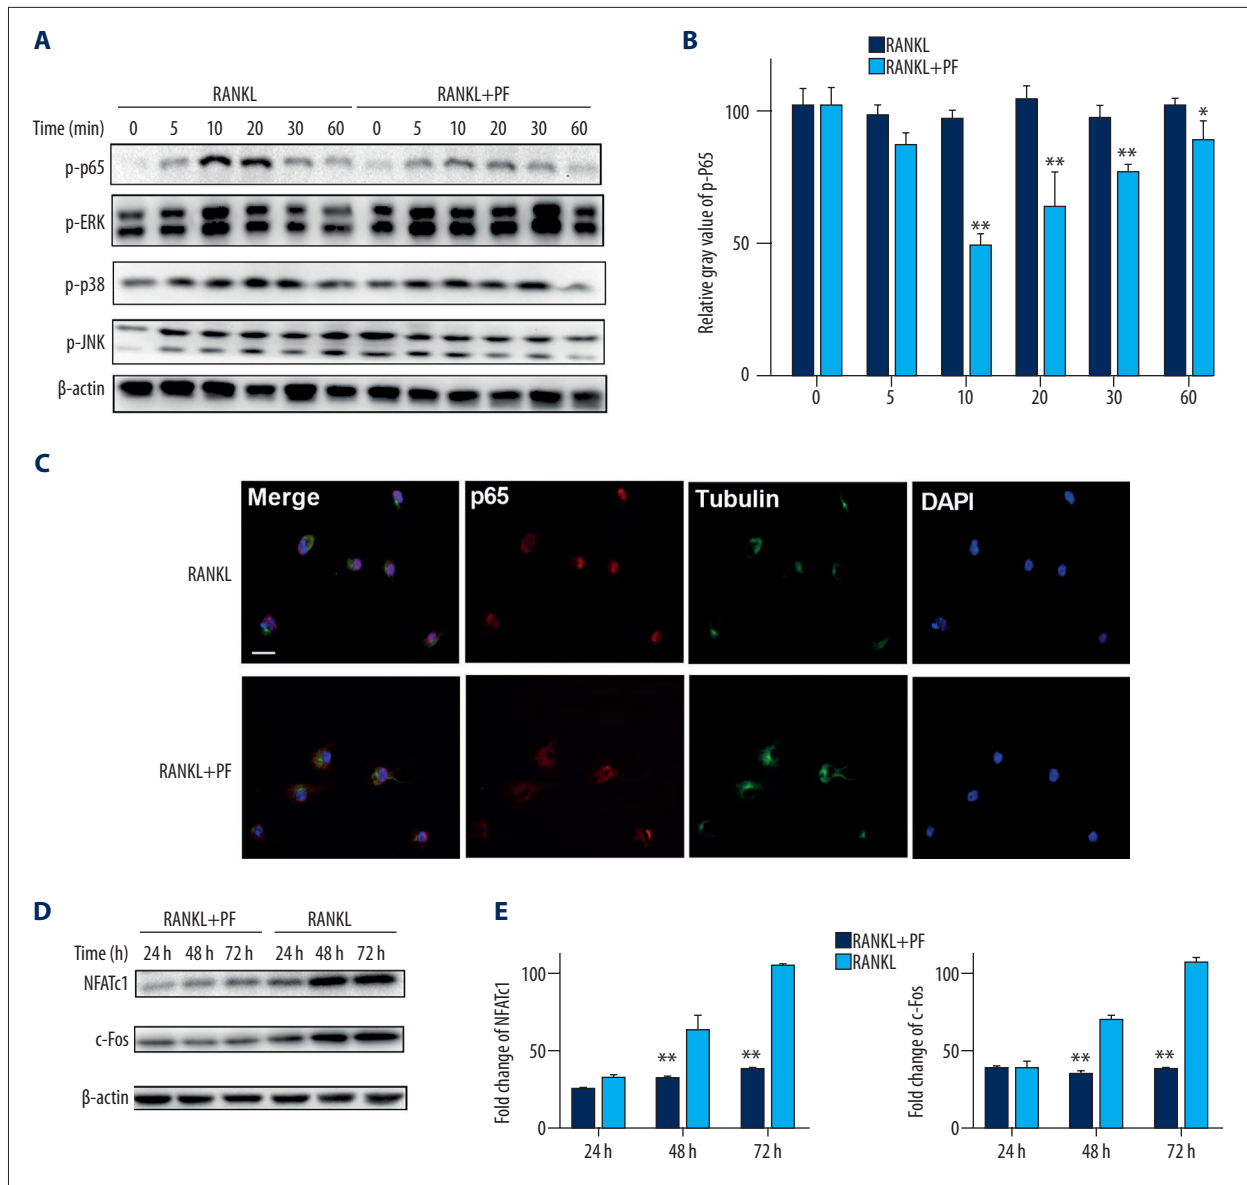 A
RANKL RANKL+PF
Time (min) 0 5 10 20 30 60 0 5 10 20 30 60
p-p65
p-ERK
p-p38
p-JNK
β-actin
B
RANKL
RANKL+PF
Relative gray value of p-P65
100
50
0
** ** ** *
0 5 10 20 30 60
C
Merge p65 Tubulin DAPI
RANKL
RANKL+PF
D
RANKL+PF RANKL
Time (h) 24 h 48 h 72 h 24 h 48 h 72 h
NFATc1
c-Fos
β-actin
E
RANKL+PF
RANKL
Fold change of NFATc1
100
50
0
** **
24 h 48 h 72 h
Fold change of c-Fos
100
50
0
** **
24 h 48 h 72 h